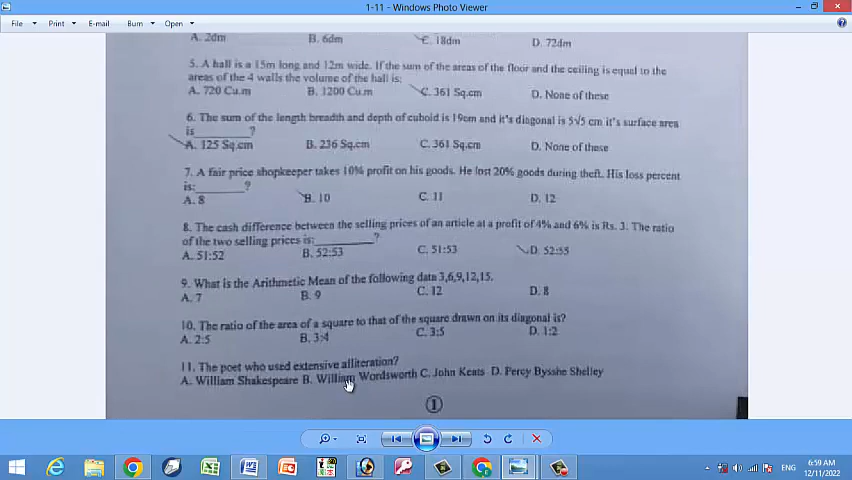 1-11 - Windows Photo Viewer
File Print E-mail Burn Open
A. 2dm B. 6dm C. 18dm D. 72dm
5. A hall is a 15m long and 12m wide. If the sum of the areas of the floor and the ceiling is equal to the
areas of the 4 walls the volume of the hall is:
A. 720 Cu.m B. 1200 Cu.m C. 361 Sq.cm D. None of these
6. The sum of the length breadth and depth of cuboid is 19cm and it's diagonal is 5√5 cm it's surface area
is________?
A. 125 Sq.cm B. 236 Sq.cm C. 361 Sq.cm D. None of these
7. A fair price shopkeeper takes 10% profit on his goods. He lost 20% goods during theft. His loss percent
is:________?
A. 8 B. 10 C. 11 D. 12
8. The cash difference between the selling prices of an article at a profit of 4% and 6% is Rs. 3. The ratio
of the two selling prices is:__________?
A. 51:52 B. 52:53 C. 51:53 D. 52:55
9. What is the Arithmetic Mean of the following data 3,6,9,12,15.
A. 7 B. 9 C. 12 D. 8
10. The ratio of the area of a square to that of the square drawn on its diagonal is?
A. 2:5 B. 3:4 C. 3:5 D. 1:2
11. The poet who used extensive alliteration?
A. William Shakespeare B. William Wordsworth C. John Keats D. Percy Bysshe Shelley
1
ENG
6:59 AM
12/11/2022